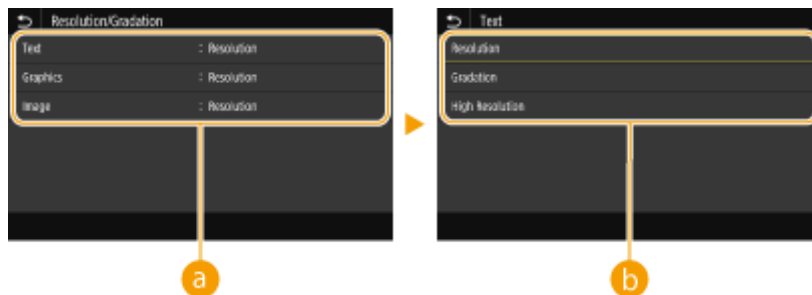 Resolution/Gradation
Text : Resolution
Graphics : Resolution
Image : Resolution
a
Text
Resolution
Gradation
High Resolution
b